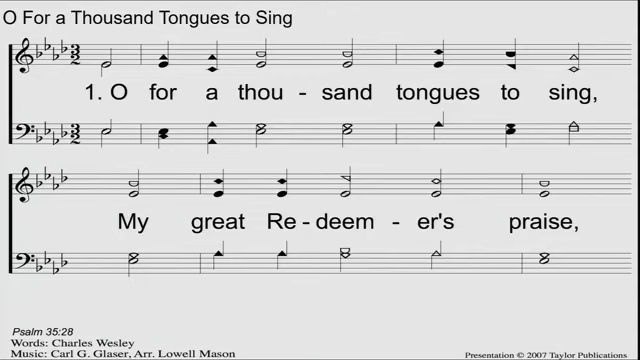 O For a Thousand Tongues to Sing
1. O for a thou - sand tongues to sing,
My great Re - deem - er's praise,
Psalm 35:28
Words: Charles Wesley
Music: Carl G. Glaser, Arr. Lowell Mason
Presentation © 2007 Taylor Publications